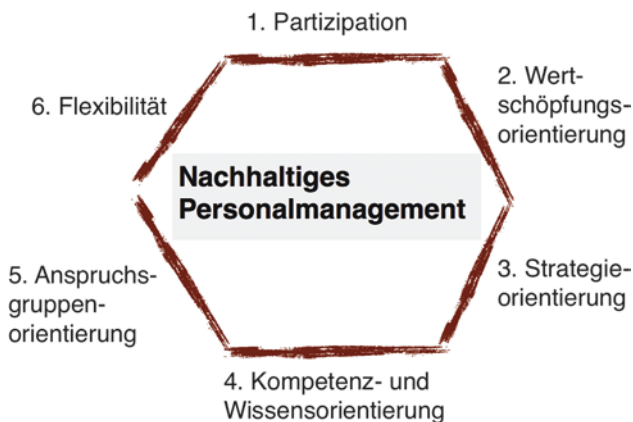 1. Partizipation
2. Wert-
schöpfungs-
orientierung
3. Strategie-
orientierung
4. Kompetenz- und
Wissensorientierung
5. Anspruchs-
gruppen-
orientierung
6. Flexibilität
Nachhaltiges
Personalmanagement